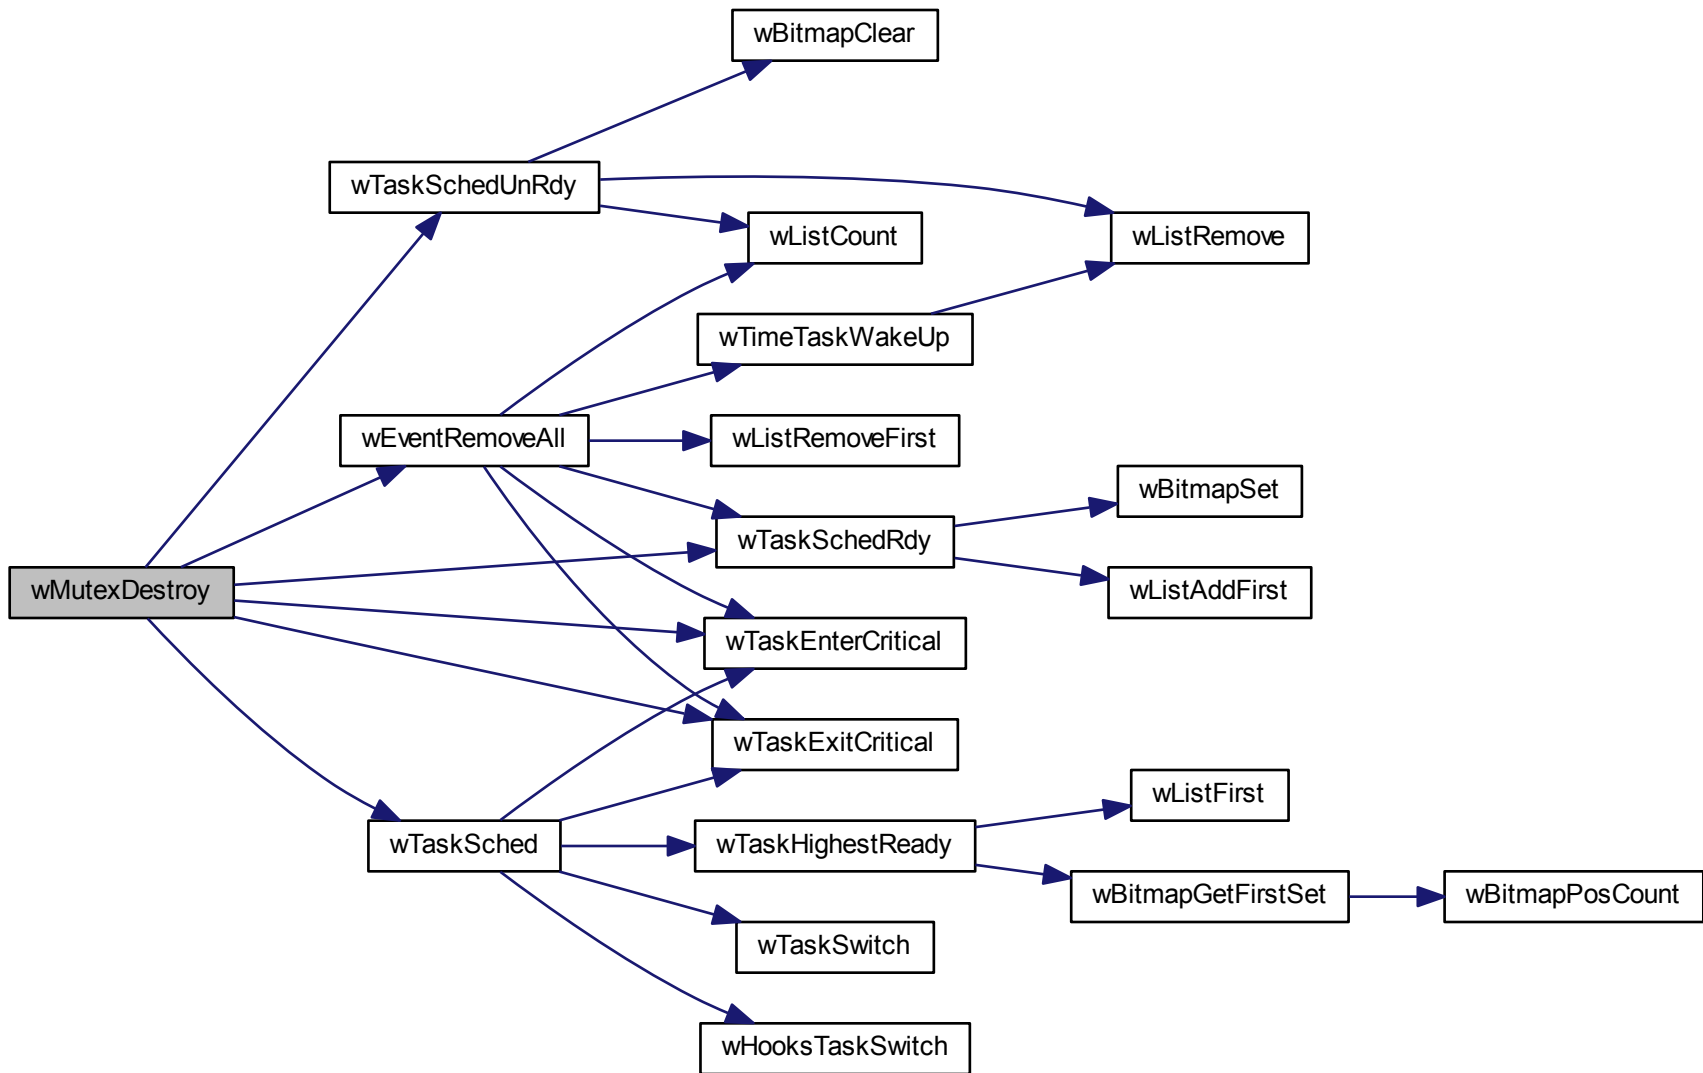 wBitmapClear
wTaskSchedUnRdy
wListCount
wListRemove
wTimeTaskWakeUp
wEventRemoveAll
wListRemoveFirst
wBitmapSet
wTaskSchedRdy
wMutexDestroy
wListAddFirst
wTaskEnterCritical
wTaskExitCritical
wListFirst
wTaskSched
wTaskHighestReady
wBitmapGetFirstSet
wBitmapPosCount
wTaskSwitch
wHooksTaskSwitch